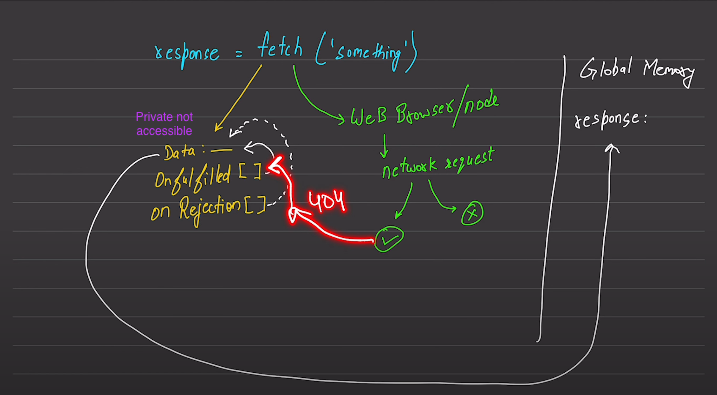 response = fetch ('something')
Global Memory
Private not
accessible
WEB Browser/node
response:
Data: —
network request
Onfulfilled [ ]
on Rejection [ ]
404